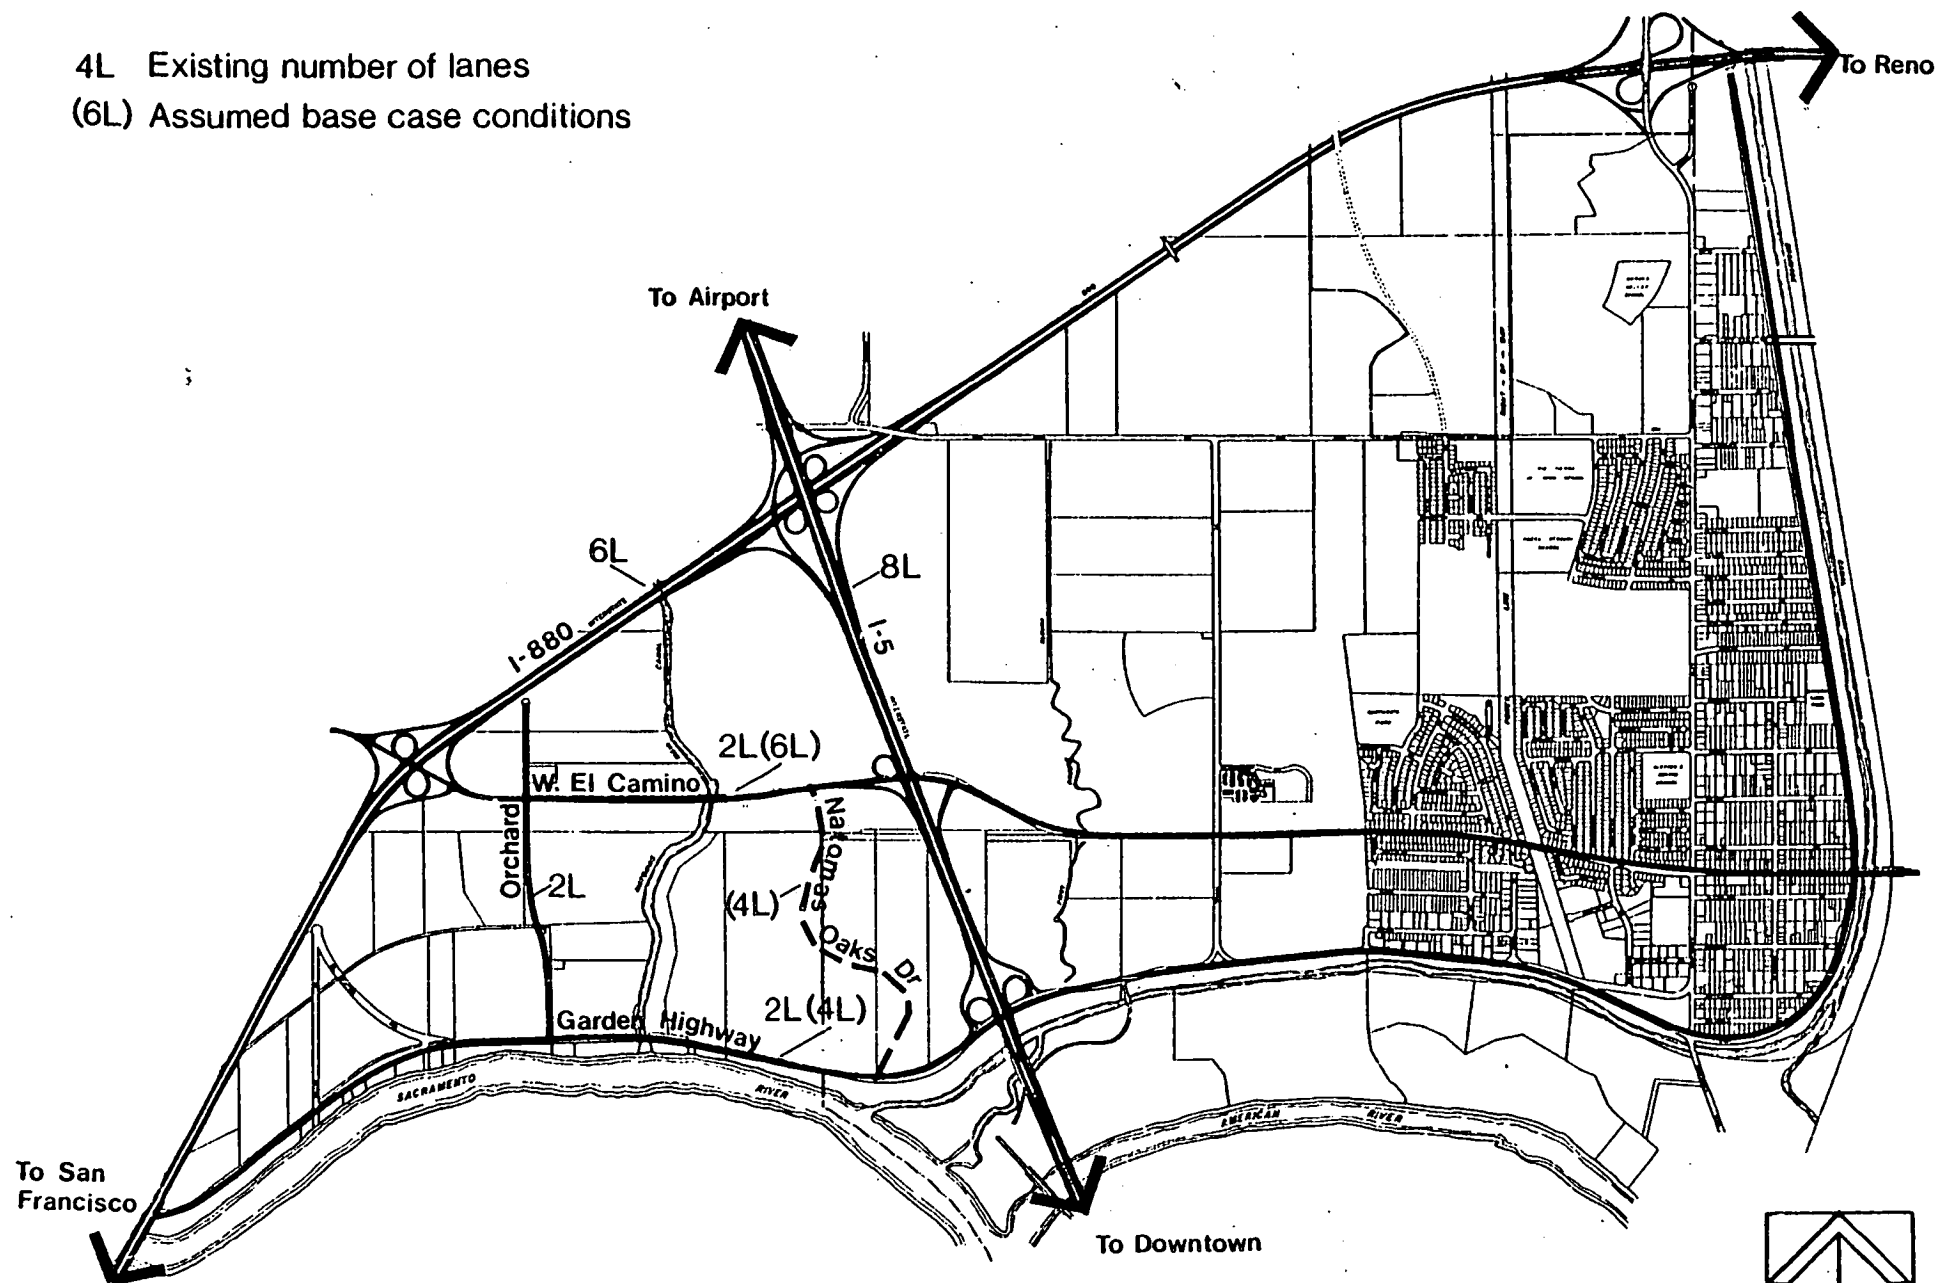 4L Existing number of lanes
(6L) Assumed base case conditions
To Reno
To Airport
6L
8L
I-880
INTERSTATE
I-5
CANAL
2L(6L)
W. El Camino
Orchard
2L
Natomas
(4L)
Oaks Dr
2L(4L)
Garden Highway
SACRAMENTO
RIVER
AMERICAN
RIVER
To San
Francisco
To Downtown